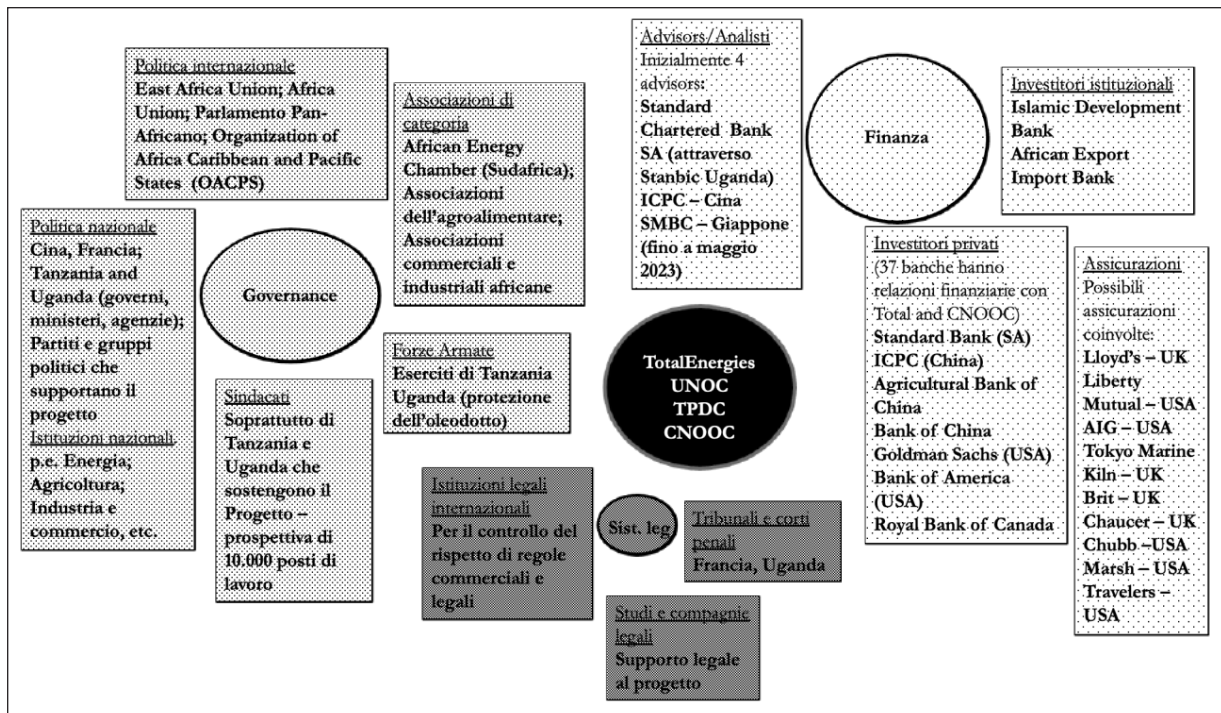 Politica internazionale
East Africa Union; Africa
Union; Parlamento Pan-
Africano; Organization of
Africa Caribbean and Pacific
States (OACPS)
Associazioni di
categoria
African Energy
Chamber (Sudafrica);
Associazioni
dell'agroalimentare;
Associazioni
commerciali e
industriali africane
Politica nazionale
Cina, Francia;
Tanzania and
Uganda (governi,
ministeri, agenzie);
Partiti e gruppi
politici che
supportano il
progetto
Istituzioni nazionali
p.e. Energia;
Agricoltura;
Industria e
commercio, etc.
Governance
Sindacati
Soprattutto di
Tanzania e
Uganda che
sostengono il
Progetto –
prospettiva di
10.000 posti di
lavoro
Forze Armate
Eserciti di Tanzania
Uganda (protezione
dell'oleodotto)
Advisors/Analisti
Inizialmente 4
advisors:
Standard
Chartered Bank
SA (attraverso
Stanbic Uganda)
ICPC – Cina
SMBC – Giappone
(fino a maggio
2023)
Finanza
Investitori istituzionali
Islamic Development
Bank
African Export
Import Bank
Investitori privati
(37 banche hanno
relazioni finanziarie con
Total and CNOOC)
Standard Bank (SA)
ICPC (China)
Agricultural Bank of
China
Bank of China
Goldman Sachs (USA)
Bank of America
(USA)
Royal Bank of Canada
Assicurazioni
Possibili
assicurazioni
coinvolte:
Lloyd's – UK
Liberty
Mutual – USA
AIG – USA
Tokyo Marine
Kiln – UK
Brit – UK
Chaucer – UK
Chubb –USA
Marsh – USA
Travelers –
USA
TotalEnergies
UNOC
TPDC
CNOOC
Istituzioni legali
internazionali
Per il controllo del
rispetto di regole
commerciali e
legali
Sist. leg
Tribunali e corti
penali
Francia, Uganda
Studi e compagnie
legali
Supporto legale
al progetto